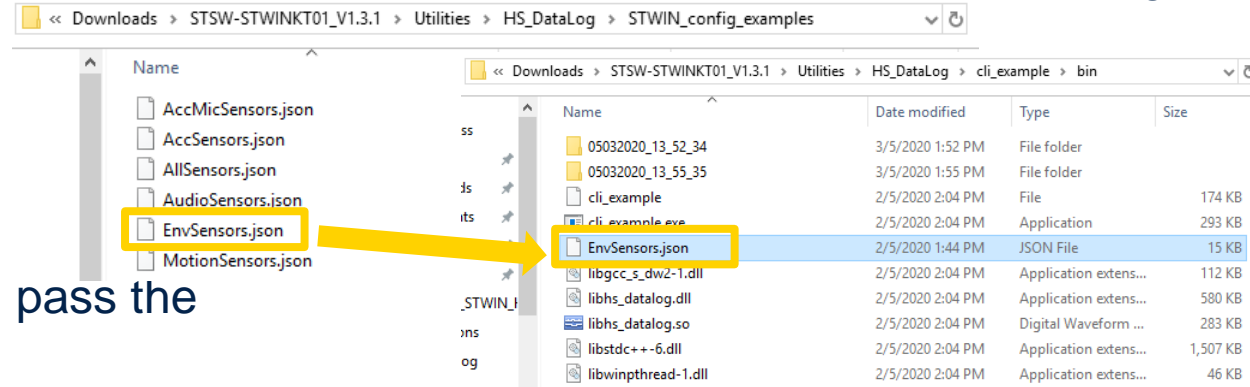 « Downloads > STSW-STWINKT01_V1.3.1 > Utilities > HS_DataLog > STWIN_config_examples
Name
AccMicSensors.json
AccSensors.json
AllSensors.json
AudioSensors.json
EnvSensors.json
MotionSensors.json
pass the
« Downloads > STSW-STWINKT01_V1.3.1 > Utilities > HS_DataLog > cli_example > bin
Name Date modified Type Size
ss
05032020_13_52_34 3/5/2020 1:52 PM File folder
05032020_13_55_35 3/5/2020 1:55 PM File folder
ds cli_example 2/5/2020 2:04 PM File 174 KB
cli_example.exe 2/5/2020 2:04 PM Application 293 KB
EnvSensors.json 2/5/2020 1:44 PM JSON File 15 KB
libgcc_s_dw2-1.dll 2/5/2020 2:04 PM Application extens... 112 KB
_STWIN_H libhs_datalog.dll 2/5/2020 2:04 PM Application extens... 580 KB
ons libhs_datalog.so 2/5/2020 2:04 PM Digital Waveform ... 283 KB
libstdc++-6.dll 2/5/2020 2:04 PM Application extens... 1,507 KB
og libwinpthread-1.dll 2/5/2020 2:04 PM Application extens... 46 KB